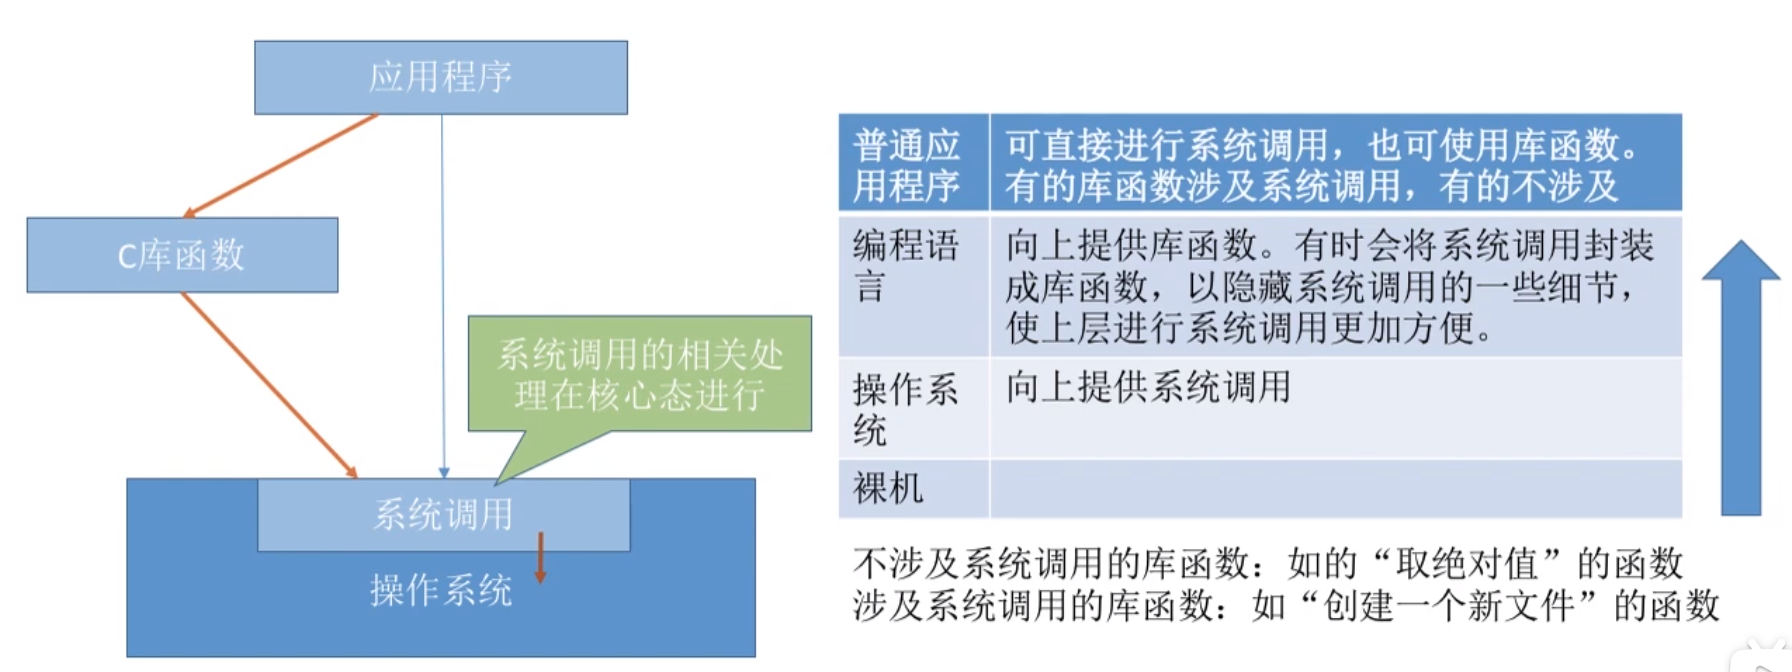 应用程序
C库函数
系统调用的相关处
理在核心态进行
系统调用
操作系统
普通应
用程序
可直接进行系统调用，也可使用库函数。
有的库函数涉及系统调用，有的不涉及
编程语
言
向上提供库函数。有时会将系统调用封装
成库函数，以隐藏系统调用的一些细节，
使上层进行系统调用更加方便。
操作系
统
向上提供系统调用
裸机
不涉及系统调用的库函数：如的“取绝对值”的函数
涉及系统调用的库函数：如“创建一个新文件”的函数